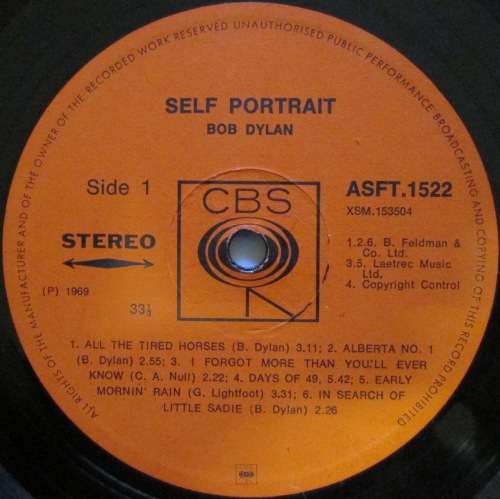 ALL RIGHTS OF THE MANUFACTURER AND OF THE OWNER OF THE RECORDED WORK RESERVED UNAUTHORISED PUBLIC PERFORMANCE BROADCASTING AND COPYING OF THIS RECORD PROHIBITED
SELF PORTRAIT
BOB DYLAN
Side 1
CBS
ASFT.1522
XSM.153504
STEREO
1.2.6. B. Feldman &
Co. Ltd.
3.5. Laetrec Music
Ltd.
4. Copyright Control
(P) 1969
33⅓
1. ALL THE TIRED HORSES (B. Dylan) 3.11; 2. ALBERTA NO. 1
(B. Dylan) 2.55; 3. I FORGOT MORE THAN YOU'LL EVER
KNOW (C. A. Null) 2.22; 4. DAYS OF 49, 5.42; 5. EARLY
MORNIN' RAIN (G. Lightfoot) 3.31; 6. IN SEARCH OF
LITTLE SADIE (B. Dylan) 2.26
CBS